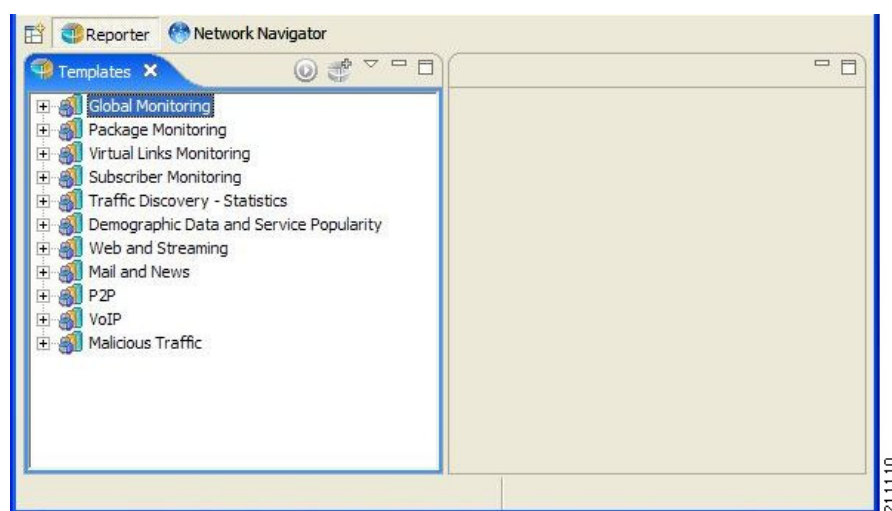 Reporter Network Navigator
Templates
Global Monitoring
Package Monitoring
Virtual Links Monitoring
Subscriber Monitoring
Traffic Discovery - Statistics
Demographic Data and Service Popularity
Web and Streaming
Mail and News
P2P
VoIP
Malicious Traffic
211110